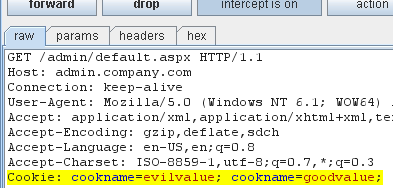 forward drop intercept is on action
raw params headers hex
GET /admin/default.aspx HTTP/1.1
Host: admin.company.com
Connection: keep-alive
User-Agent: Mozilla/5.0 (Windows NT 6.1; WOW64)
Accept: application/xml,application/xhtml+xml,te
Accept-Encoding: gzip,deflate,sdch
Accept-Language: en-US,en;q=0.8
Accept-Charset: ISO-8859-1,utf-8;q=0.7,*;q=0.3
Cookie: cookname=evilvalue; cookname=goodvalue;